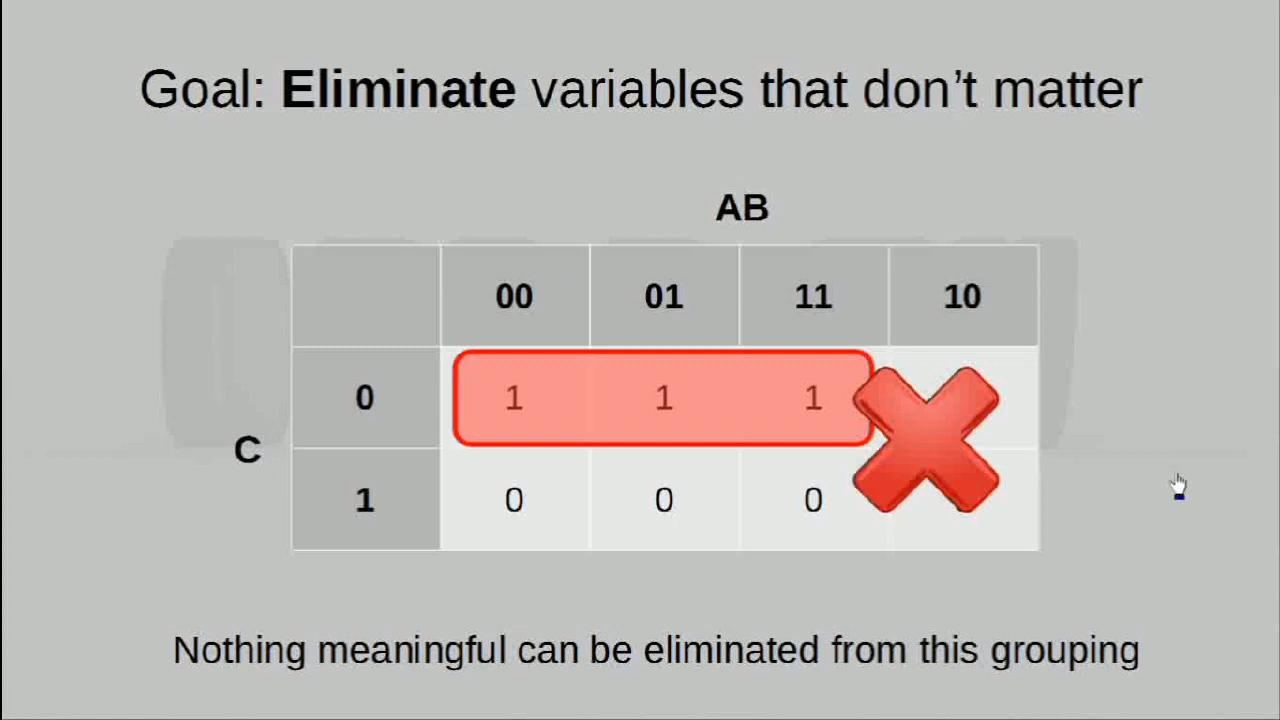 Goal: Eliminate variables that don't matter
AB
00 01 11 10
0 1 1 1
C
1 0 0 0
Nothing meaningful can be eliminated from this grouping